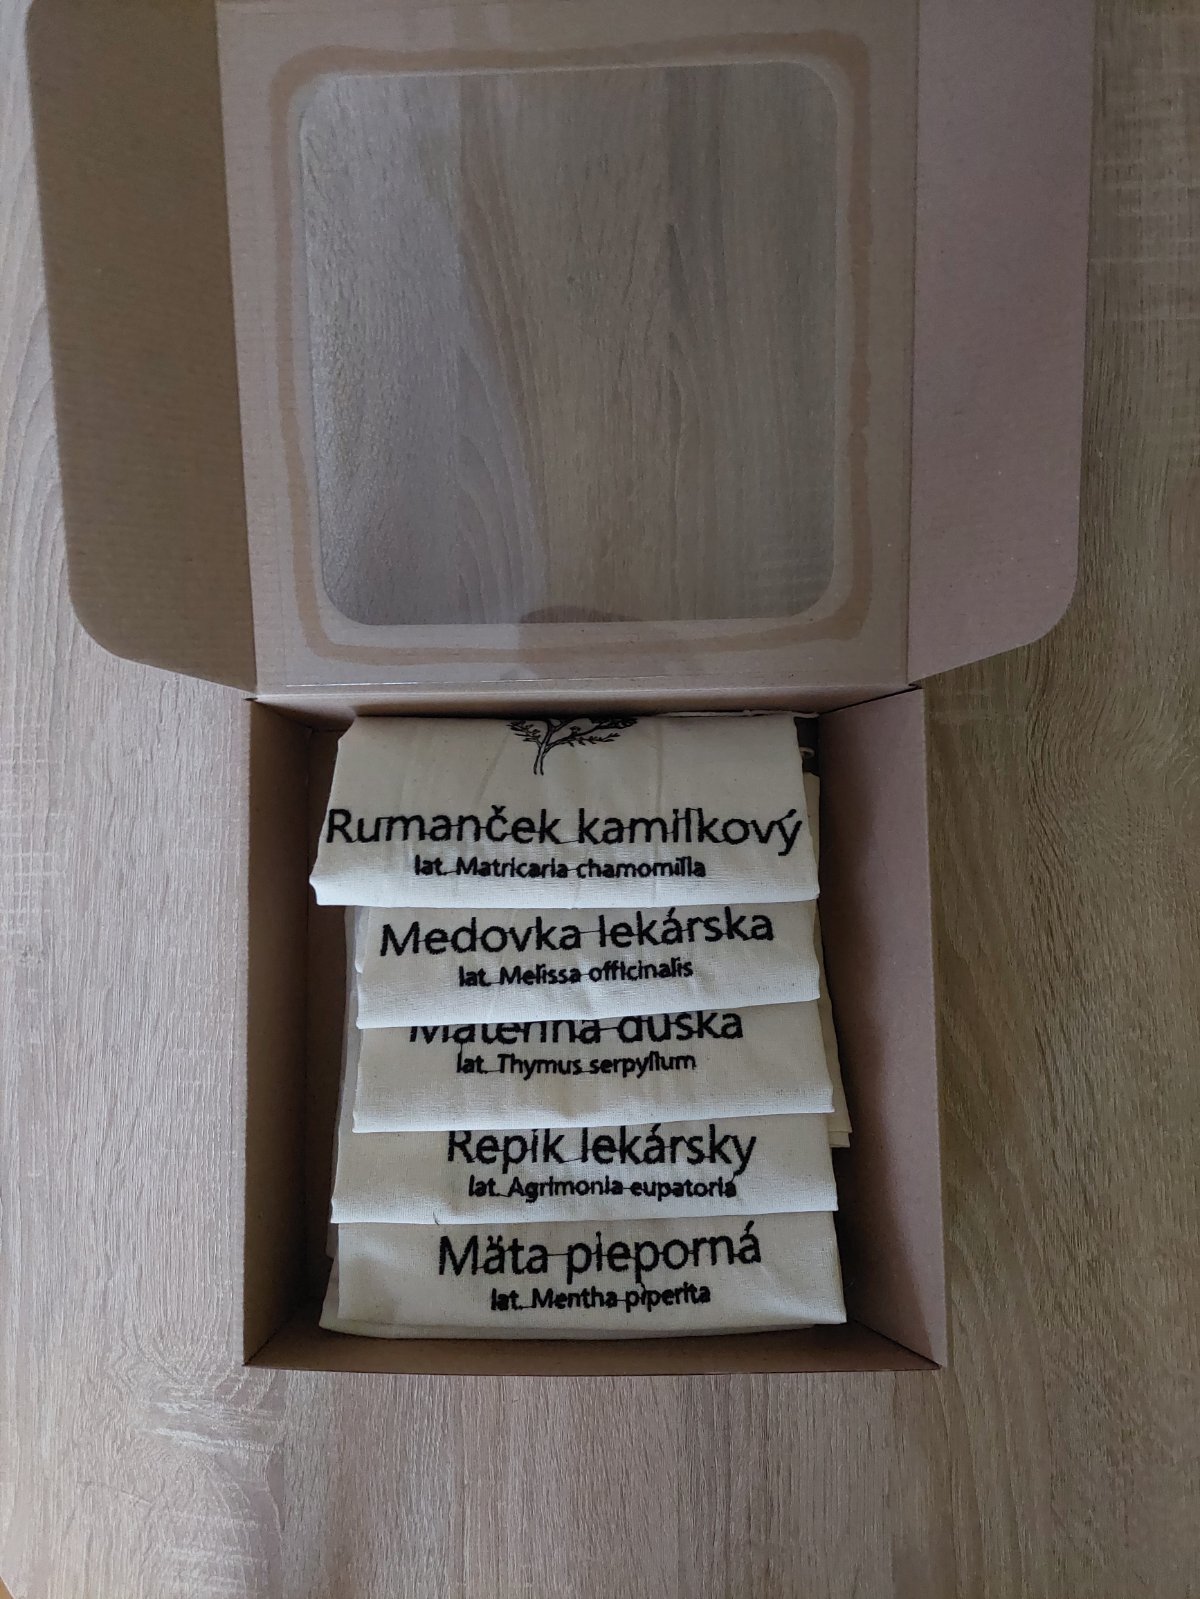 Rumanček kamilkový
lat. Matricaria chamomilla
Medovka lekárska
lat. Melissa officinalis
Materina dúška
lat. Thymus serpyllum
Repík lekársky
lat. Agrimonia eupatoria
Mäta pieporná
lat. Mentha piperita